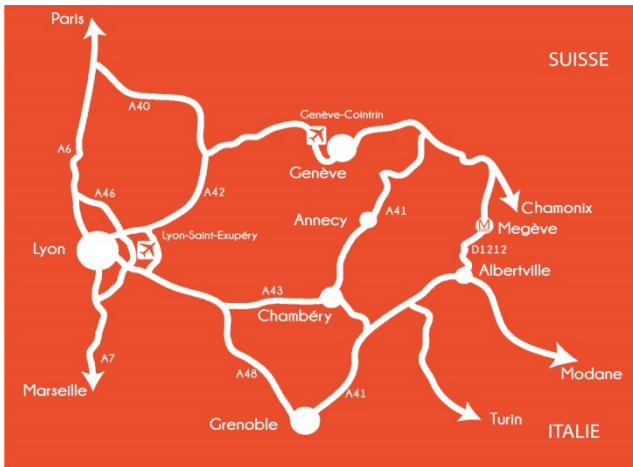 Paris
SUISSE
A40
Genève-Cointrin
A6
Genève
A46
A42
Chamonix
Annecy
A41
M
Megève
Lyon-Saint-Exupéry
Lyon
D1212
Albertville
A43
Chambéry
A7
A48
Modane
Marseille
A41
Grenoble
Turin
ITALIE